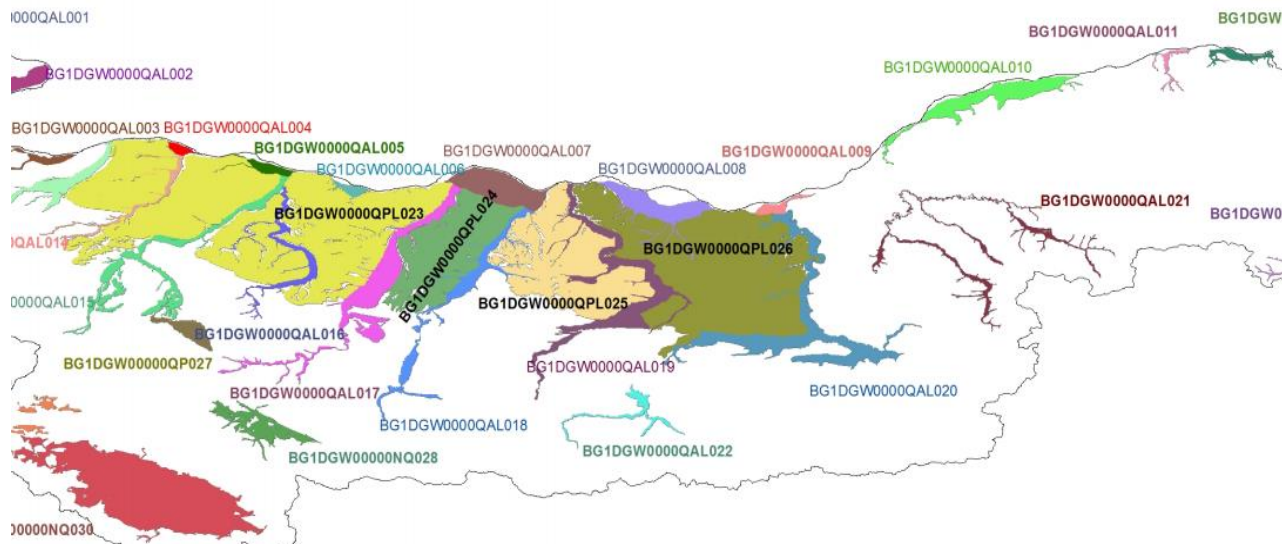 0000QAL001
BG1DGW
BG1DGW0000QAL011
BG1DGW0000QAL002
BG1DGW0000QAL010
BG1DGW0000QAL003
BG1DGW0000QAL004
BG1DGW0000QAL005
BG1DGW0000QAL007
BG1DGW0000QAL009
BG1DGW0000QAL006
BG1DGW0000QAL008
BG1DGW0000QAL021
BG1DGW0000QPL023
BG1DGW0000QPL024
BG1DGW0
QAL014
BG1DGW0000QPL026
0000QAL015
BG1DGW0000QPL025
BG1DGW0000QAL016
BG1DGW00000QP027
BG1DGW0000QAL019
BG1DGW0000QAL017
BG1DGW0000QAL020
BG1DGW0000QAL018
BG1DGW0000QAL022
BG1DGW00000NQ028
00000NQ030